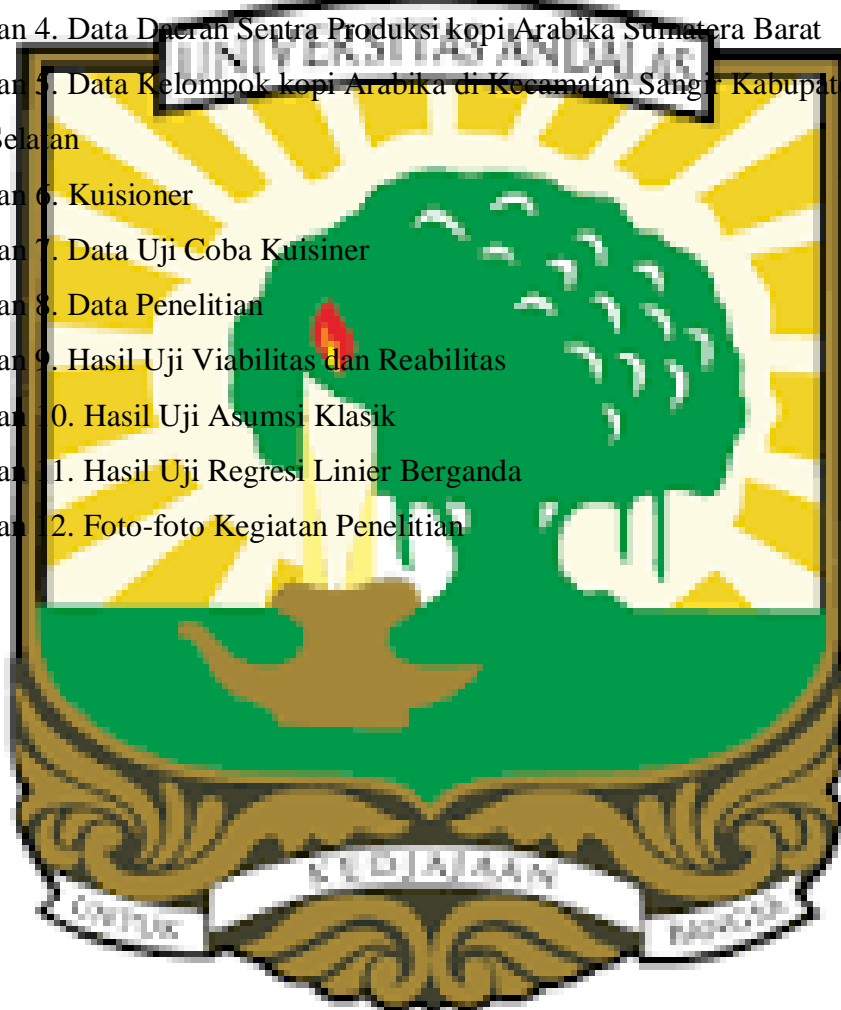 an 4. Data Daerah Sentra Produksi kopi Arabika Sumatera Barat
UNIVERSITAS ANDALAS
an 5. Data Kelompok kopi Arabika di Kecamatan Sangir Kabupat
Selatan
an 6. Kuisioner
an 7. Data Uji Coba Kuisiner
an 8. Data Penelitian
an 9. Hasil Uji Viabilitas dan Reabilitas
an 10. Hasil Uji Asumsi Klasik
an 11. Hasil Uji Regresi Linier Berganda
an 12. Foto-foto Kegiatan Penelitian
KEDJAJAAN
UNTUK
BANGSA